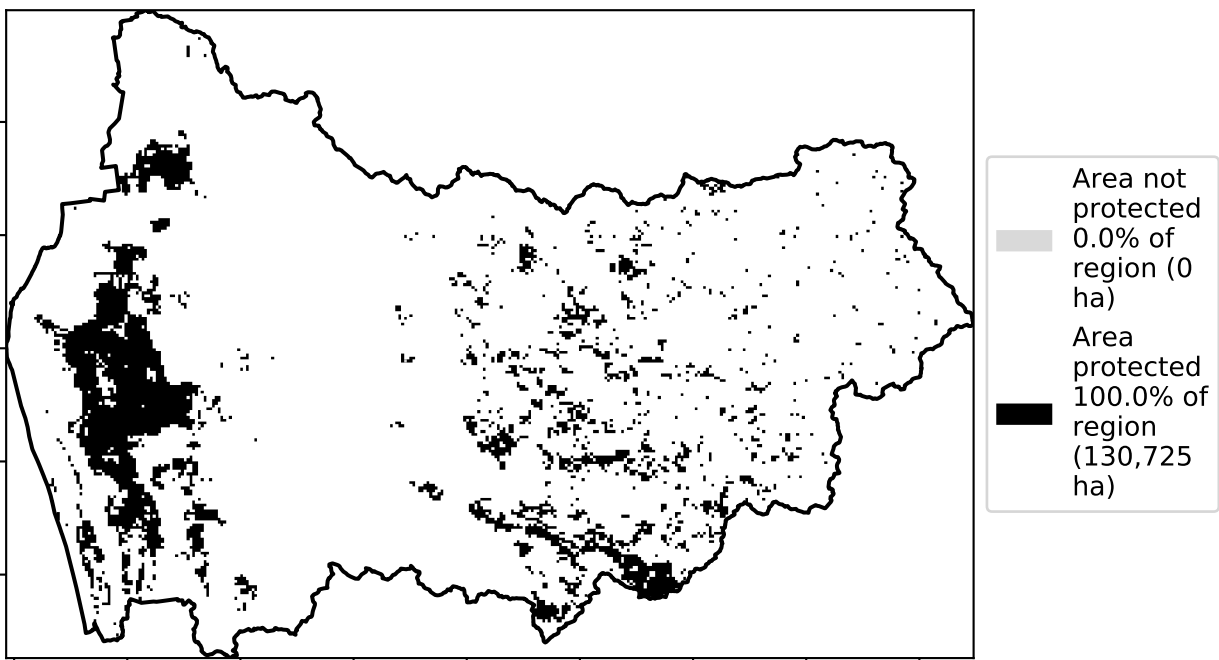 Area not
protected
0.0% of
region (0
ha)
Area
protected
100.0% of
region
(130,725
ha)